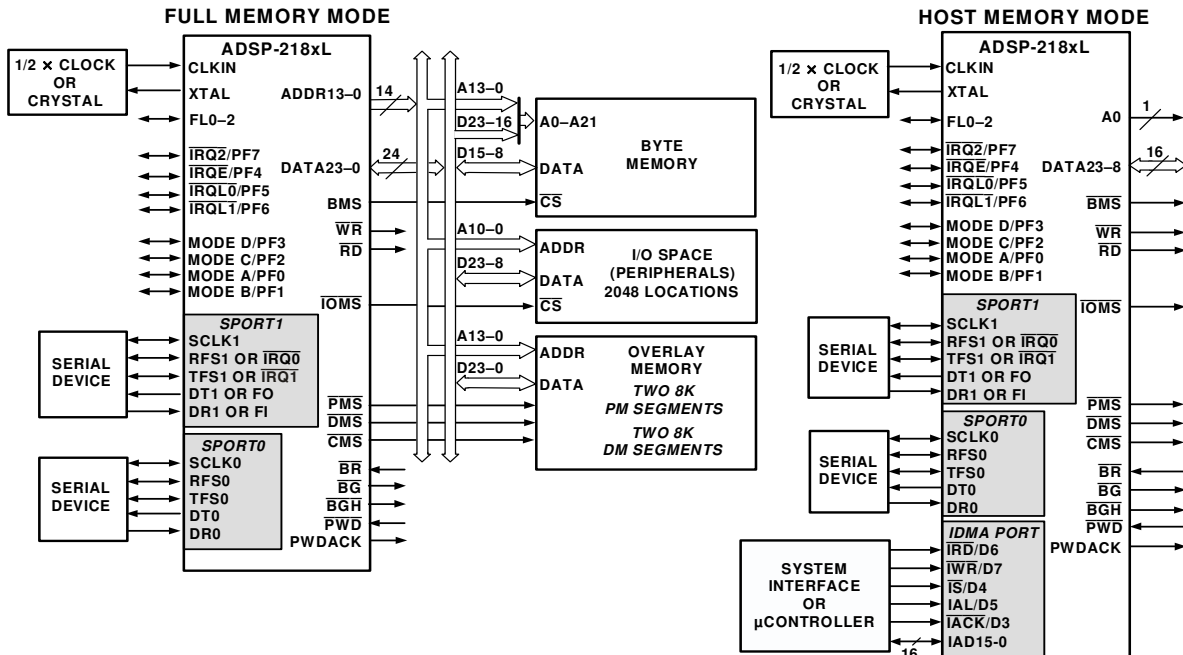 FULL MEMORY MODE
1/2 × CLOCK
OR
CRYSTAL
ADSP-218xL
CLKIN
XTAL
FL0–2
IRQ2/PF7
IRQE/PF4
IRQL0/PF5
IRQL1/PF6
MODE D/PF3
MODE C/PF2
MODE A/PF0
MODE B/PF1
ADDR13–0
14
DATA23–0
24
BMS
WR
RD
IOMS
SERIAL
DEVICE
SPORT1
SCLK1
RFS1 OR IRQ0
TFS1 OR IRQ1
DT1 OR FO
DR1 OR FI
PMS
DMS
CMS
SERIAL
DEVICE
SPORT0
SCLK0
RFS0
TFS0
DT0
DR0
BR
BG
BGH
PWD
PWDACK
A13–0
D23–16
A0–A21
D15–8
DATA
CS
BYTE
MEMORY
A10–0
ADDR
D23–8
DATA
CS
I/O SPACE
(PERIPHERALS)
2048 LOCATIONS
A13–0
ADDR
D23–0
DATA
OVERLAY
MEMORY
TWO 8K
PM SEGMENTS
TWO 8K
DM SEGMENTS
HOST MEMORY MODE
1/2 × CLOCK
OR
CRYSTAL
ADSP-218xL
CLKIN
XTAL
FL0–2
IRQ2/PF7
IRQE/PF4
IRQL0/PF5
IRQL1/PF6
MODE D/PF3
MODE C/PF2
MODE A/PF0
MODE B/PF1
A0
1
DATA23–8
16
BMS
WR
RD
IOMS
SERIAL
DEVICE
SPORT1
SCLK1
RFS1 OR IRQ0
TFS1 OR IRQ1
DT1 OR FO
DR1 OR FI
PMS
DMS
CMS
SERIAL
DEVICE
SPORT0
SCLK0
RFS0
TFS0
DT0
DR0
BR
BG
BGH
PWD
PWDACK
SYSTEM
INTERFACE
OR
µCONTROLLER
IDMA PORT
IRD/D6
IWR/D7
IS/D4
IAL/D5
IACK/D3
IAD15-0
16